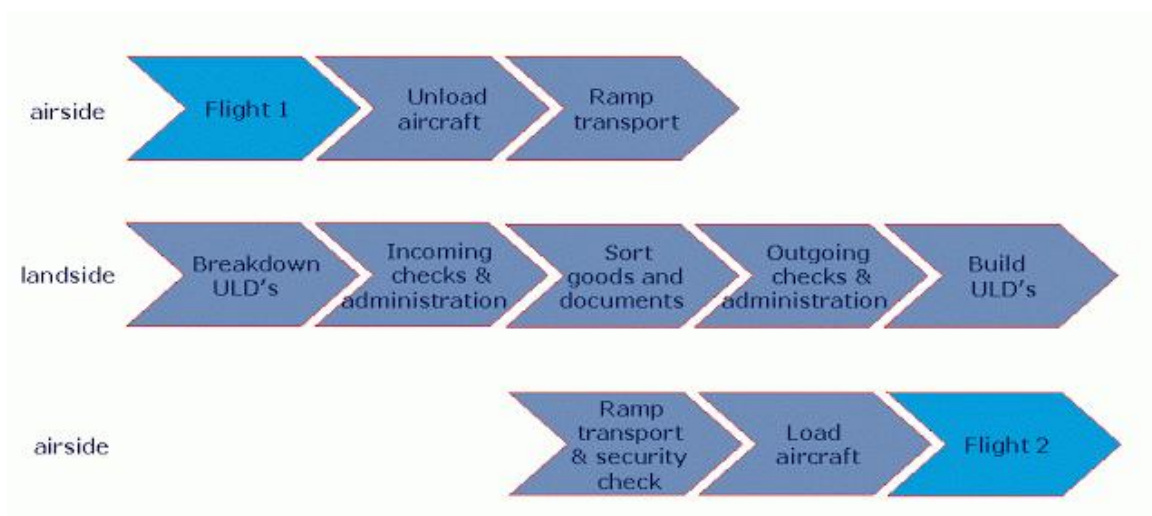 airside
Flight 1
Unload
aircraft
Ramp
transport
landside
Breakdown
ULD's
Incoming
checks &
administration
Sort
goods and
documents
Outgoing
checks &
administration
Build
ULD's
airside
Ramp
transport
& security
check
Load
aircraft
Flight 2